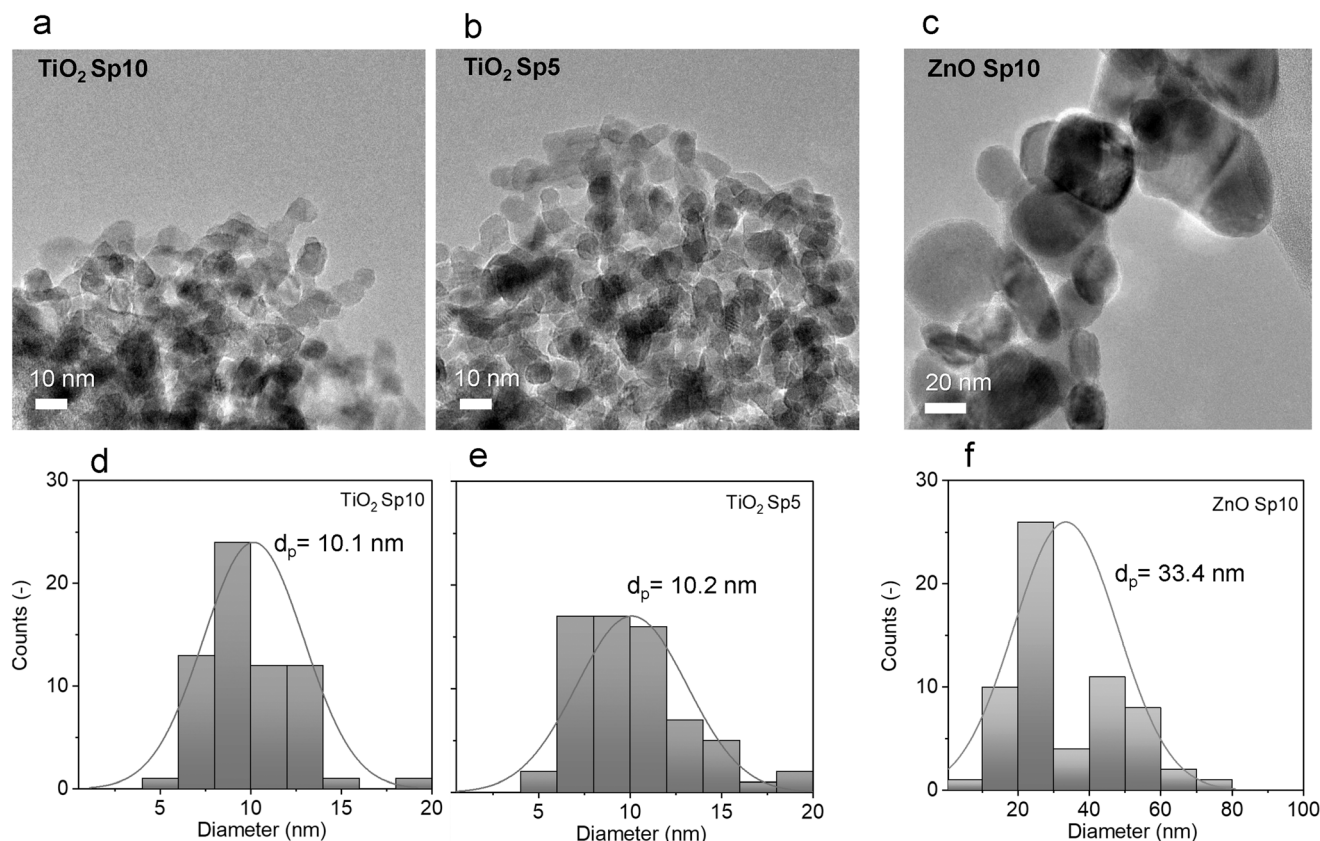 a
b
c
TiO₂ Sp10
TiO₂ Sp5
ZnO Sp10
10 nm
10 nm
20 nm
d
e
f
30
20
10
0
Counts (-)
TiO₂ Sp10
dₚ= 10.1 nm
5
10
15
20
Diameter (nm)
TiO₂ Sp5
dₚ= 10.2 nm
5
10
15
20
Diameter (nm)
30
20
10
0
Counts (-)
ZnO Sp10
dₚ= 33.4 nm
20
40
60
80
100
Diameter (nm)